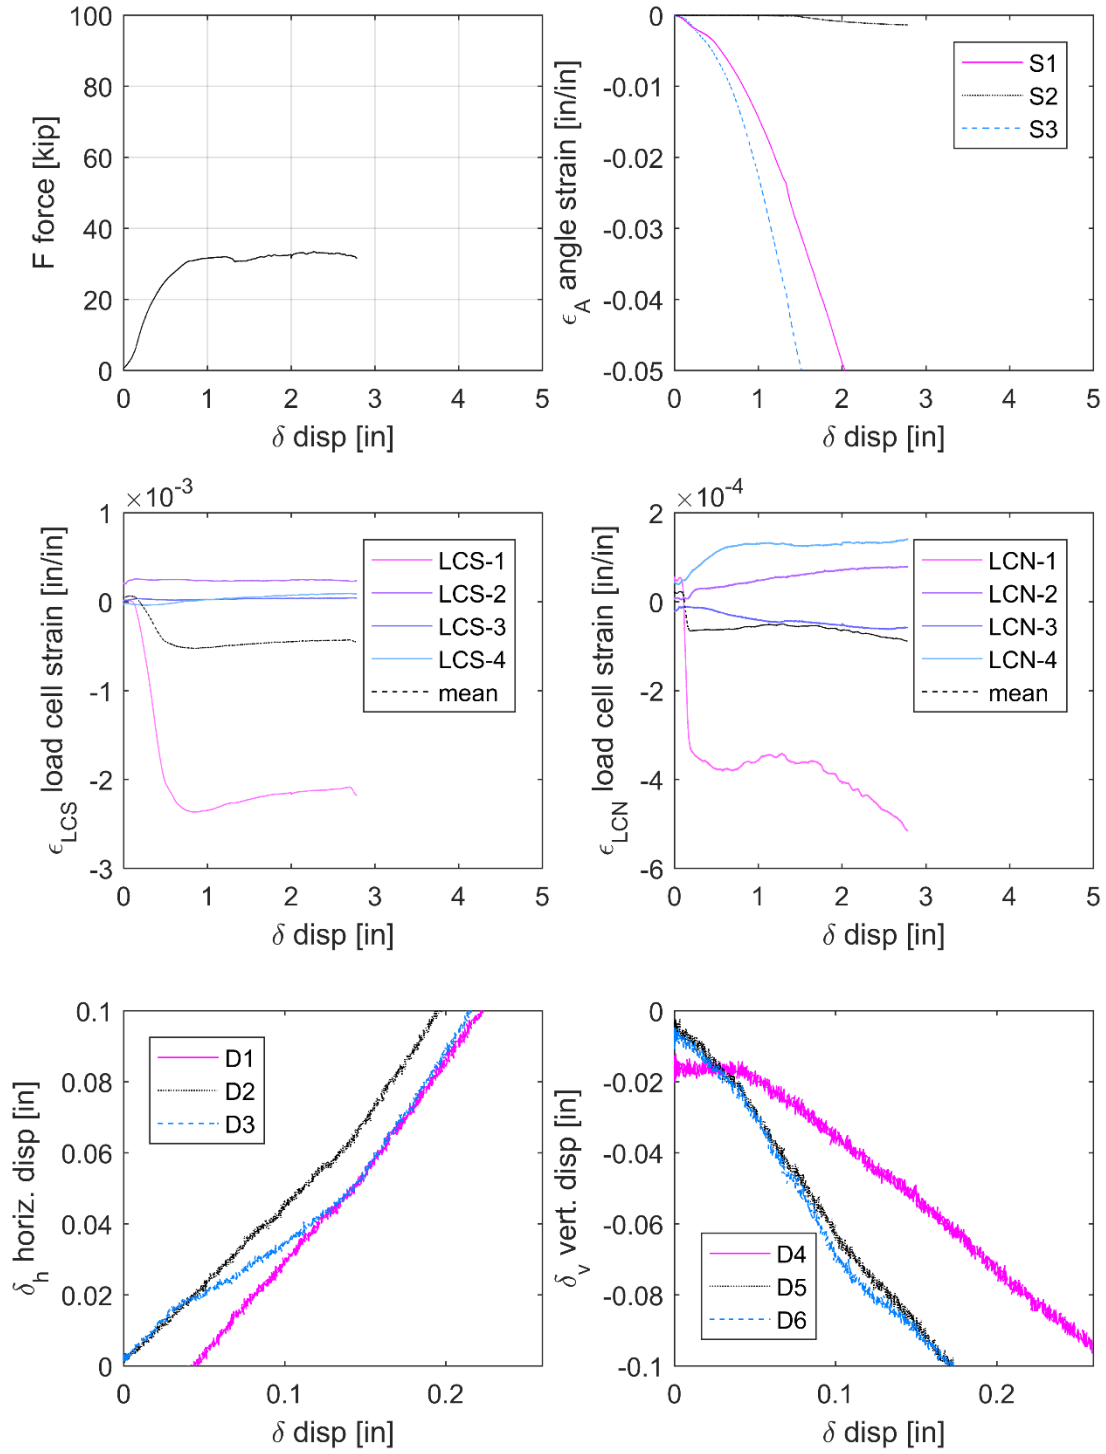 F force [kip]
100
80
60
40
20
0
0 1 2 3 4 5
δ disp [in]
ϵA angle strain [in/in]
0
-0.01
-0.02
-0.03
-0.04
-0.05
0 1 2 3 4 5
δ disp [in]
S1
S2
S3
ϵLCS load cell strain [in/in]
×10-3
1
0
-1
-2
-3
0 1 2 3 4 5
δ disp [in]
LCS-1
LCS-2
LCS-3
LCS-4
mean
ϵLCN load cell strain [in/in]
×10-4
2
0
-2
-4
-6
0 1 2 3 4 5
δ disp [in]
LCN-1
LCN-2
LCN-3
LCN-4
mean
δh horiz. disp [in]
0.1
0.08
0.06
0.04
0.02
0
0 0.1 0.2
δ disp [in]
D1
D2
D3
δv vert. disp [in]
0
-0.02
-0.04
-0.06
-0.08
-0.1
0 0.1 0.2
δ disp [in]
D4
D5
D6